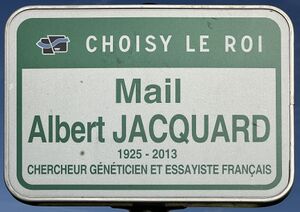 CHOISY LE ROI
Mail
Albert JACQUARD
1925 - 2013
CHERCHEUR GÉNÉTICIEN ET ESSAYISTE FRANÇAIS